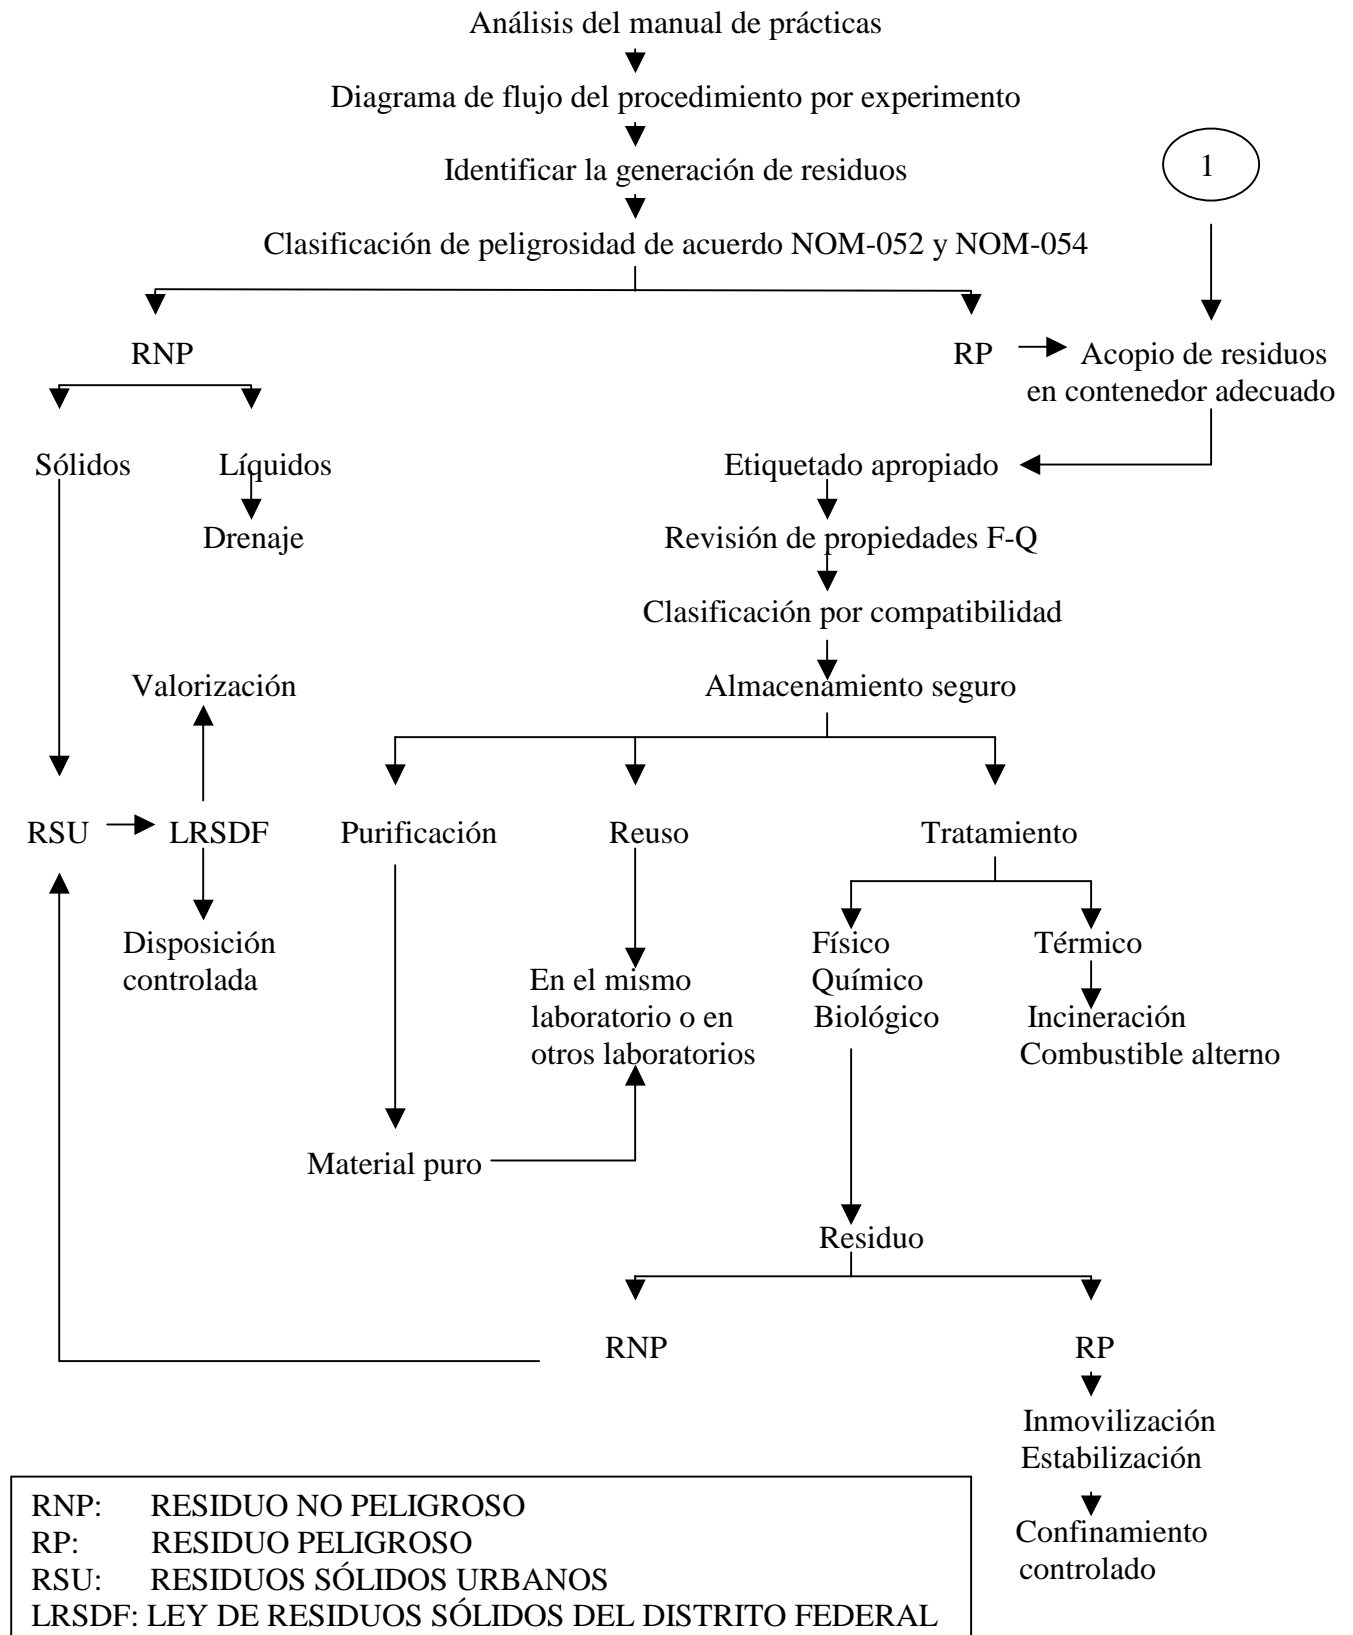 Análisis del manual de prácticas
Diagrama de flujo del procedimiento por experimento
Identificar la generación de residuos
1
Clasificación de peligrosidad de acuerdo NOM-052 y NOM-054
RNP
RP
Acopio de residuos
en contenedor adecuado
Sólidos
Líquidos
Etiquetado apropiado
Drenaje
Revisión de propiedades F-Q
Clasificación por compatibilidad
Valorización
Almacenamiento seguro
RSU
LRSDF
Purificación
Reuso
Tratamiento
Disposición
controlada
Físico
Químico
Biológico
Térmico
En el mismo
laboratorio o en
otros laboratorios
Incineración
Combustible alterno
Material puro
Residuo
RNP
RP
Inmovilización
Estabilización
Confinamiento
controlado
RNP: RESIDUO NO PELIGROSO
RP: RESIDUO PELIGROSO
RSU: RESIDUOS SÓLIDOS URBANOS
LRSDF: LEY DE RESIDUOS SÓLIDOS DEL DISTRITO FEDERAL